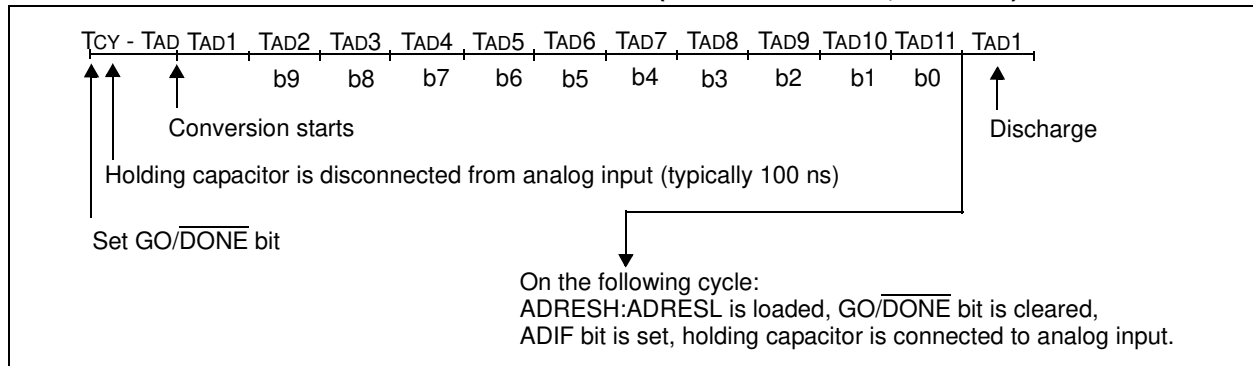 TCY - TAD TAD1 TAD2 TAD3 TAD4 TAD5 TAD6 TAD7 TAD8 TAD9 TAD10 TAD11 TAD1
b9 b8 b7 b6 b5 b4 b3 b2 b1 b0
Conversion starts
Discharge
Holding capacitor is disconnected from analog input (typically 100 ns)
Set GO/DONE bit
On the following cycle:
ADRESH:ADRESL is loaded, GO/DONE bit is cleared,
ADIF bit is set, holding capacitor is connected to analog input.